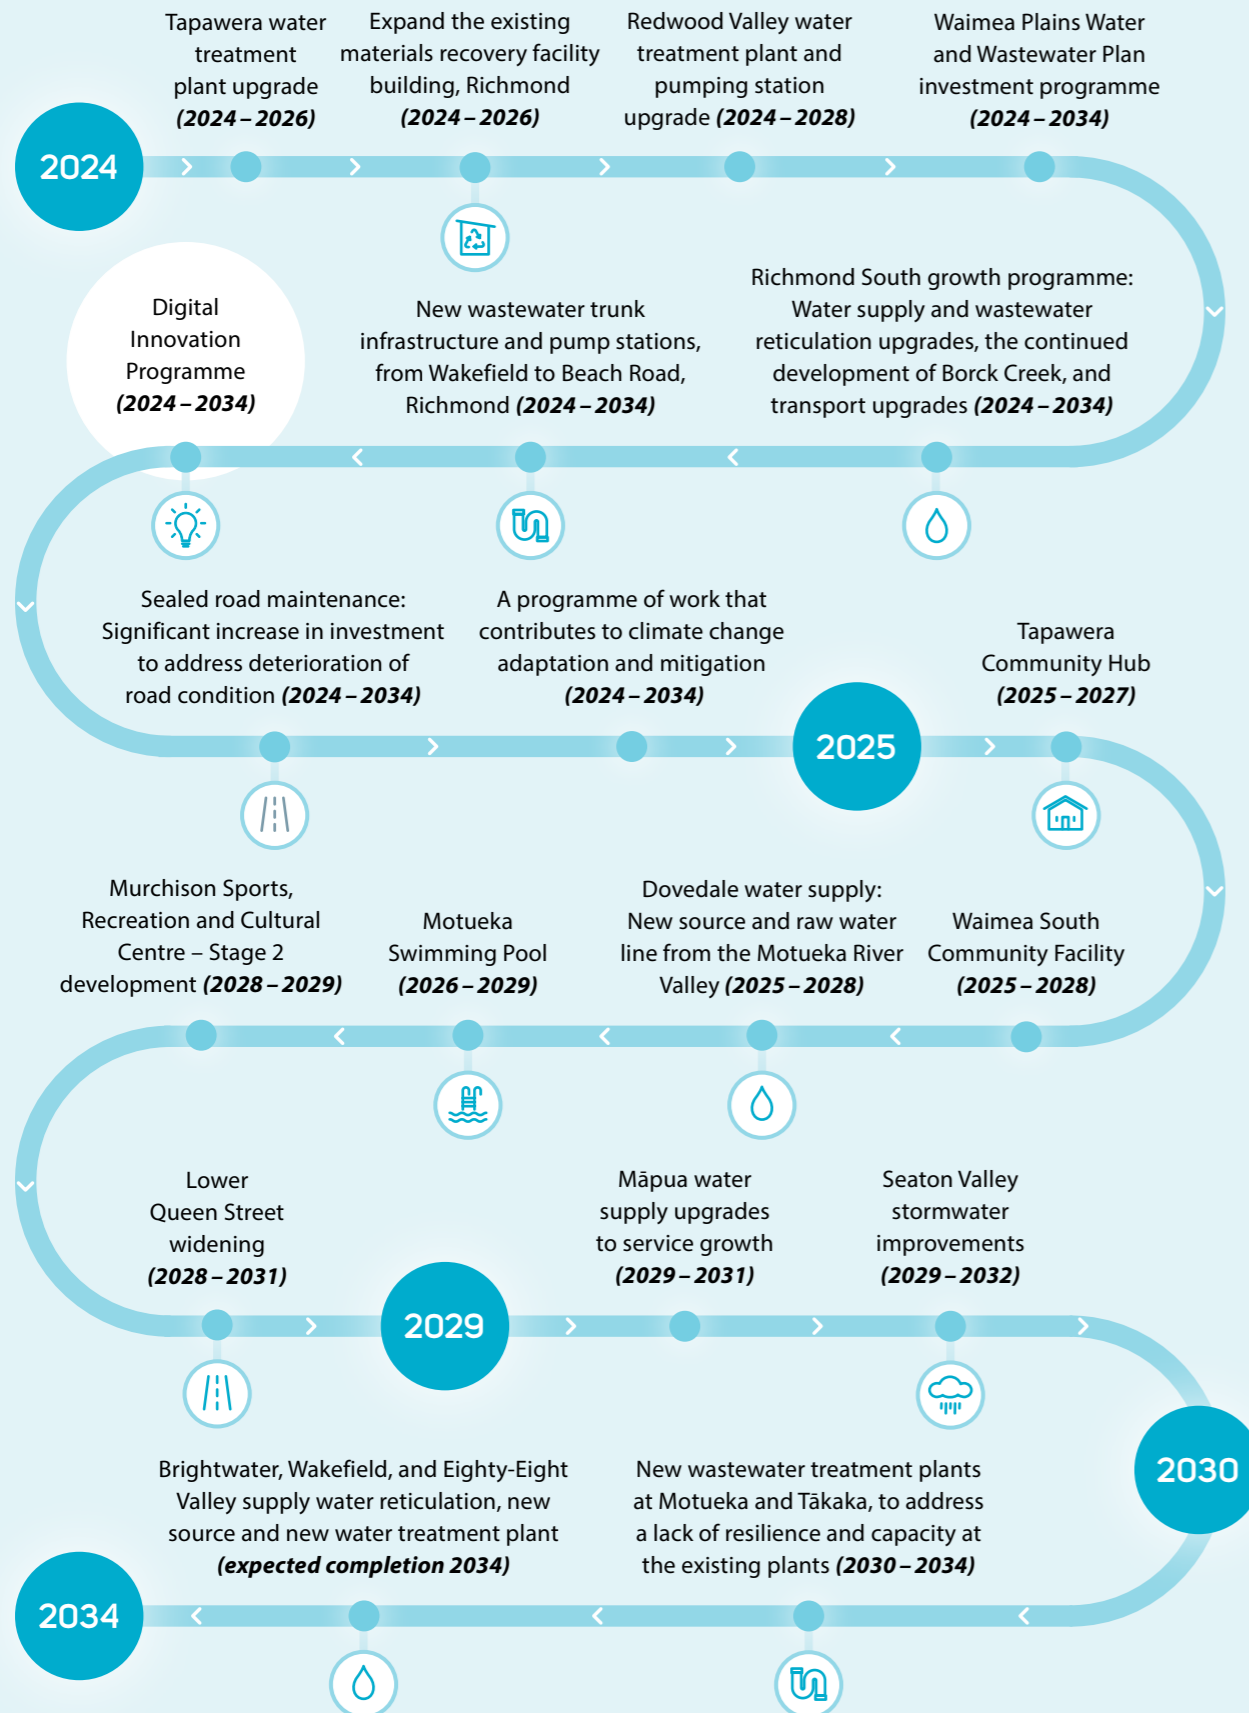 2024
Tapawera water
treatment
plant upgrade
(2024 – 2026)
Expand the existing
materials recovery facility
building, Richmond
(2024 – 2026)
Redwood Valley water
treatment plant and
pumping station
upgrade (2024 – 2028)
Waimea Plains Water
and Wastewater Plan
investment programme
(2024 – 2034)
Richmond South growth programme:
Water supply and wastewater
reticulation upgrades, the continued
development of Borck Creek, and
transport upgrades (2024 – 2034)
New wastewater trunk
infrastructure and pump stations,
from Wakefield to Beach Road,
Richmond (2024 – 2034)
Digital
Innovation
Programme
(2024 – 2034)
Sealed road maintenance:
Significant increase in investment
to address deterioration of
road condition (2024 – 2034)
A programme of work that
contributes to climate change
adaptation and mitigation
(2024 – 2034)
2025
Tapawera
Community Hub
(2025 – 2027)
Waimea South
Community Facility
(2025 – 2028)
Dovedale water supply:
New source and raw water
line from the Motueka River
Valley (2025 – 2028)
Motueka
Swimming Pool
(2026 – 2029)
Murchison Sports,
Recreation and Cultural
Centre – Stage 2
development (2028 – 2029)
Lower
Queen Street
widening
(2028 – 2031)
2029
Māpua water
supply upgrades
to service growth
(2029 – 2031)
Seaton Valley
stormwater
improvements
(2029 – 2032)
2030
New wastewater treatment plants
at Motueka and Tākaka, to address
a lack of resilience and capacity at
the existing plants (2030 – 2034)
Brightwater, Wakefield, and Eighty-Eight
Valley supply water reticulation, new
source and new water treatment plant
(expected completion 2034)
2034